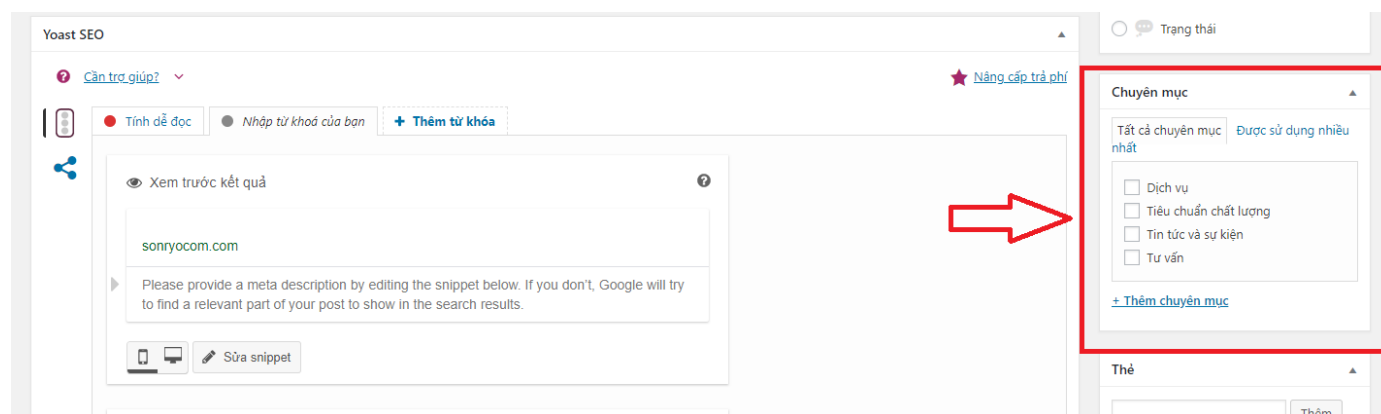 Yoast SEO
Cần trợ giúp?
Nâng cấp trả phí
Tính dễ đọc
Nhập từ khoá của bạn
+ Thêm từ khóa
Xem trước kết quả
sonryocom.com
Please provide a meta description by editing the snippet below. If you don't, Google will try
to find a relevant part of your post to show in the search results.
Sửa snippet
Trạng thái
Chuyên mục
Tất cả chuyên mục Được sử dụng nhiều
nhất
Dịch vụ
Tiêu chuẩn chất lượng
Tin tức và sự kiện
Tư vấn
+ Thêm chuyên mục
Thẻ
Thêm